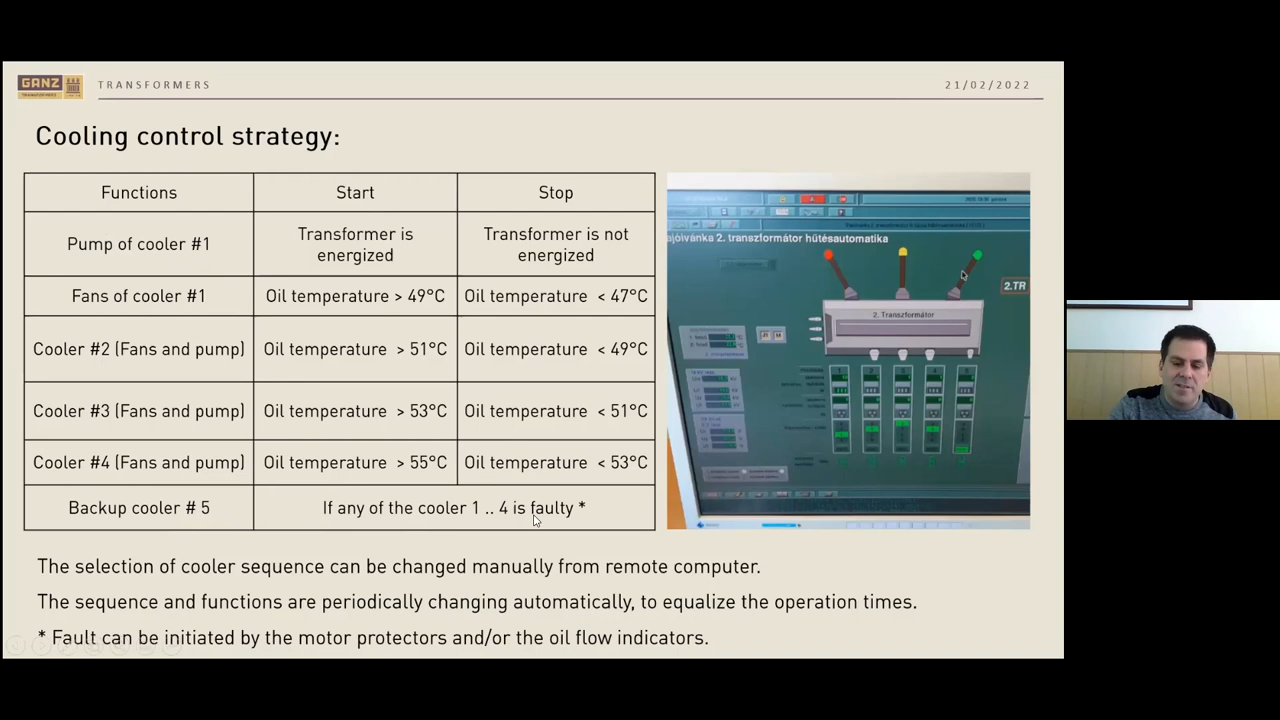 GANZ
TRANSFORMERS
21/02/2022
Cooling control strategy:
Functions Start Stop
Pump of cooler #1 Transformer is energized Transformer is not energized
Fans of cooler #1 Oil temperature > 49°C Oil temperature < 47°C
Cooler #2 (Fans and pump) Oil temperature > 51°C Oil temperature < 49°C
Cooler #3 (Fans and pump) Oil temperature > 53°C Oil temperature < 51°C
Cooler #4 (Fans and pump) Oil temperature > 55°C Oil temperature < 53°C
Backup cooler # 5 If any of the cooler 1 .. 4 is faulty *
ajólvánka 2. transzformátor hűtésautomatika
2.TR
2. Transzformátor
The selection of cooler sequence can be changed manually from remote computer.
The sequence and functions are periodically changing automatically, to equalize the operation times.
* Fault can be initiated by the motor protectors and/or the oil flow indicators.